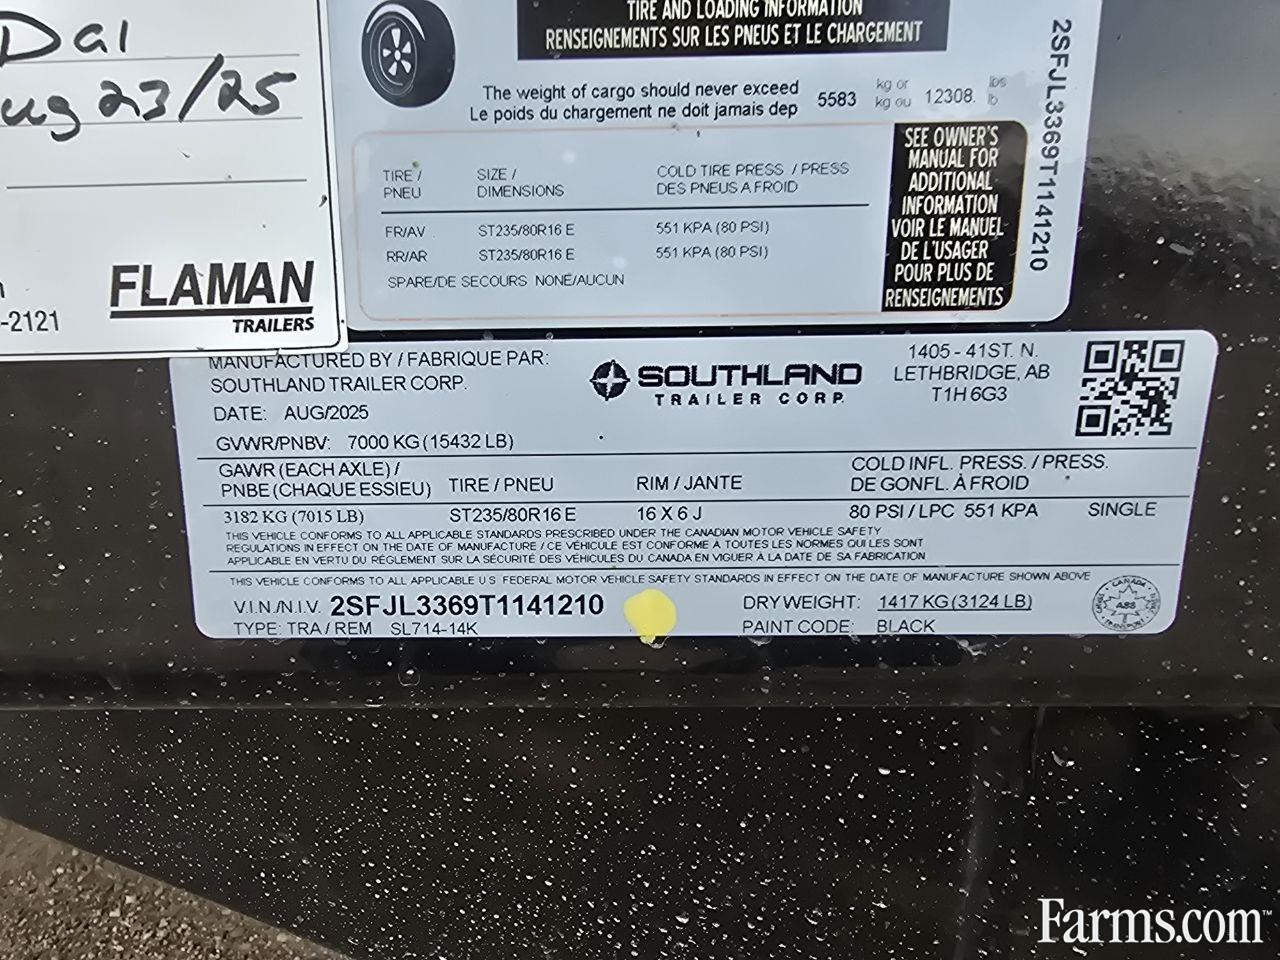 Dal
ug 23/25
-2121
FLAMAN
TRAILERS
TIRE AND LOADING INFORMATION
RENSEIGNEMENTS SUR LES PNEUS ET LE CHARGEMENT
The weight of cargo should never exceed
Le poids du chargement ne doit jamais dep
5583 kg or kg ou 12308. lbs lb
TIRE / PNEU SIZE / DIMENSIONS COLD TIRE PRESS / PRESS DES PNEUS A FROID
FR/AV ST235/80R16 E 551 KPA (80 PSI)
RR/AR ST235/80R16 E 551 KPA (80 PSI)
SPARE/DE SECOURS NONE/AUCUN
SEE OWNER'S
MANUAL FOR
ADDITIONAL
INFORMATION
VOIR LE MANUEL
DE L'USAGER
POUR PLUS DE
RENSEIGNEMENTS
2SFJL3369T1141210
MANUFACTURED BY / FABRIQUE PAR:
SOUTHLAND TRAILER CORP.
DATE: AUG/2025
GVWR/PNBV: 7000 KG (15432 LB)
SOUTHLAND
TRAILER CORP.
1405 - 41ST. N.
LETHBRIDGE, AB
T1H 6G3
GAWR (EACH AXLE) / PNBE (CHAQUE ESSIEU) TIRE / PNEU RIM / JANTE COLD INFL. PRESS. / PRESS. DE GONFL. À FROID
3182 KG (7015 LB) ST235/80R16 E 16 X 6 J 80 PSI / LPC 551 KPA SINGLE
THIS VEHICLE CONFORMS TO ALL APPLICABLE STANDARDS PRESCRIBED UNDER THE CANADIAN MOTOR VEHICLE SAFETY
REGULATIONS IN EFFECT ON THE DATE OF MANUFACTURE / CE VÉHICULE EST CONFORME À TOUTES LES NORMES QUI LES SONT
APPLICABLE EN VERTU DU RÈGLEMENT SUR LA SÉCURITÉ DES VÉHICULES DU CANADA EN VIGUER À LA DATE DE SA FABRICATION
THIS VEHICLE CONFORMS TO ALL APPLICABLE U.S. FEDERAL MOTOR VEHICLE SAFETY STANDARDS IN EFFECT ON THE DATE OF MANUFACTURE SHOWN ABOVE
V.I.N./N.I.V. 2SFJL3369T1141210 DRY WEIGHT: 1417 KG (3124 LB)
TYPE: TRA / REM SL714-14K PAINT CODE: BLACK
CANADA
A88
TRANSPORT
Farms.com™